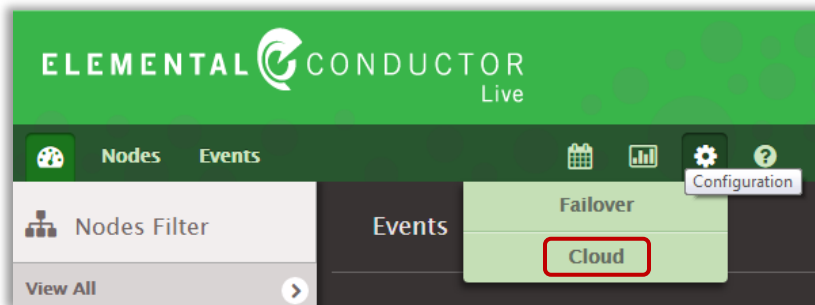 ELEMENTAL CONDUCTOR
Live
Nodes Events
Configuration
Failover
Nodes Filter
Events
Cloud
View All